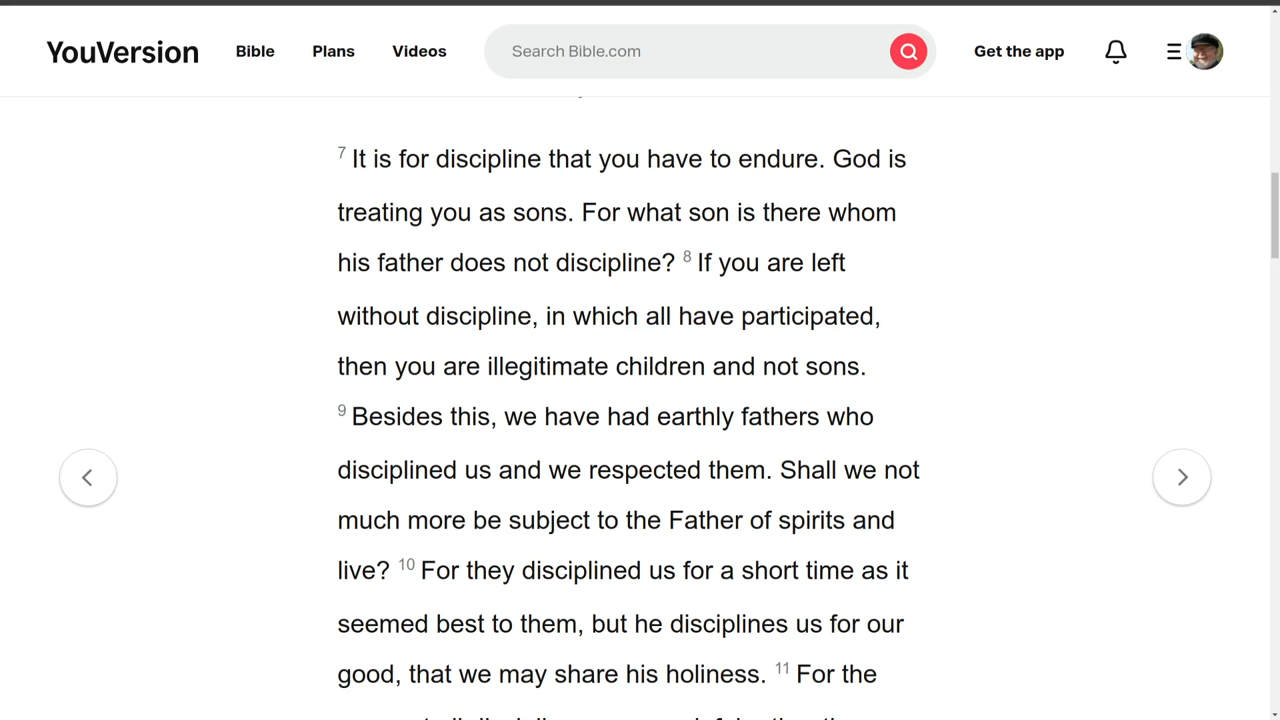 YouVersion Bible Plans Videos Search Bible.com Get the app
7 It is for discipline that you have to endure. God is
treating you as sons. For what son is there whom
his father does not discipline? 8 If you are left
without discipline, in which all have participated,
then you are illegitimate children and not sons.
9 Besides this, we have had earthly fathers who
disciplined us and we respected them. Shall we not
much more be subject to the Father of spirits and
live? 10 For they disciplined us for a short time as it
seemed best to them, but he disciplines us for our
good, that we may share his holiness. 11 For the